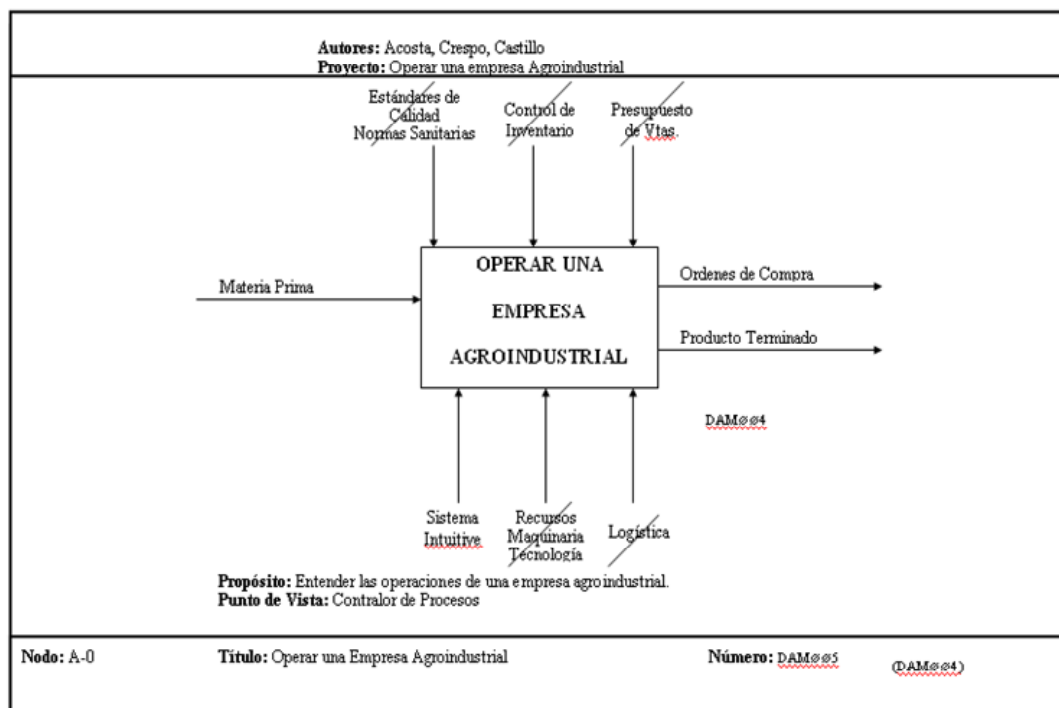 Autores: Acosta, Crespo, Castillo
Proyecto: Operar una empresa Agroindustrial
Estándares de
Calidad
Normas Sanitarias
Control de
Inventario
Presupuesto
de Vtas.
OPERAR UNA
EMPRESA
AGROINDUSTRIAL
Materia Prima
Ordenes de Compra
Producto Terminado
DAMøø4
Sistema
Intuitive
Recursos
Maquinaria
Tecnología
Logística
Propósito: Entender las operaciones de una empresa agroindustrial.
Punto de Vista: Contralor de Procesos
Nodo: A-0
Título: Operar una Empresa Agroindustrial
Número: DAMøø5
(DAMøø4)